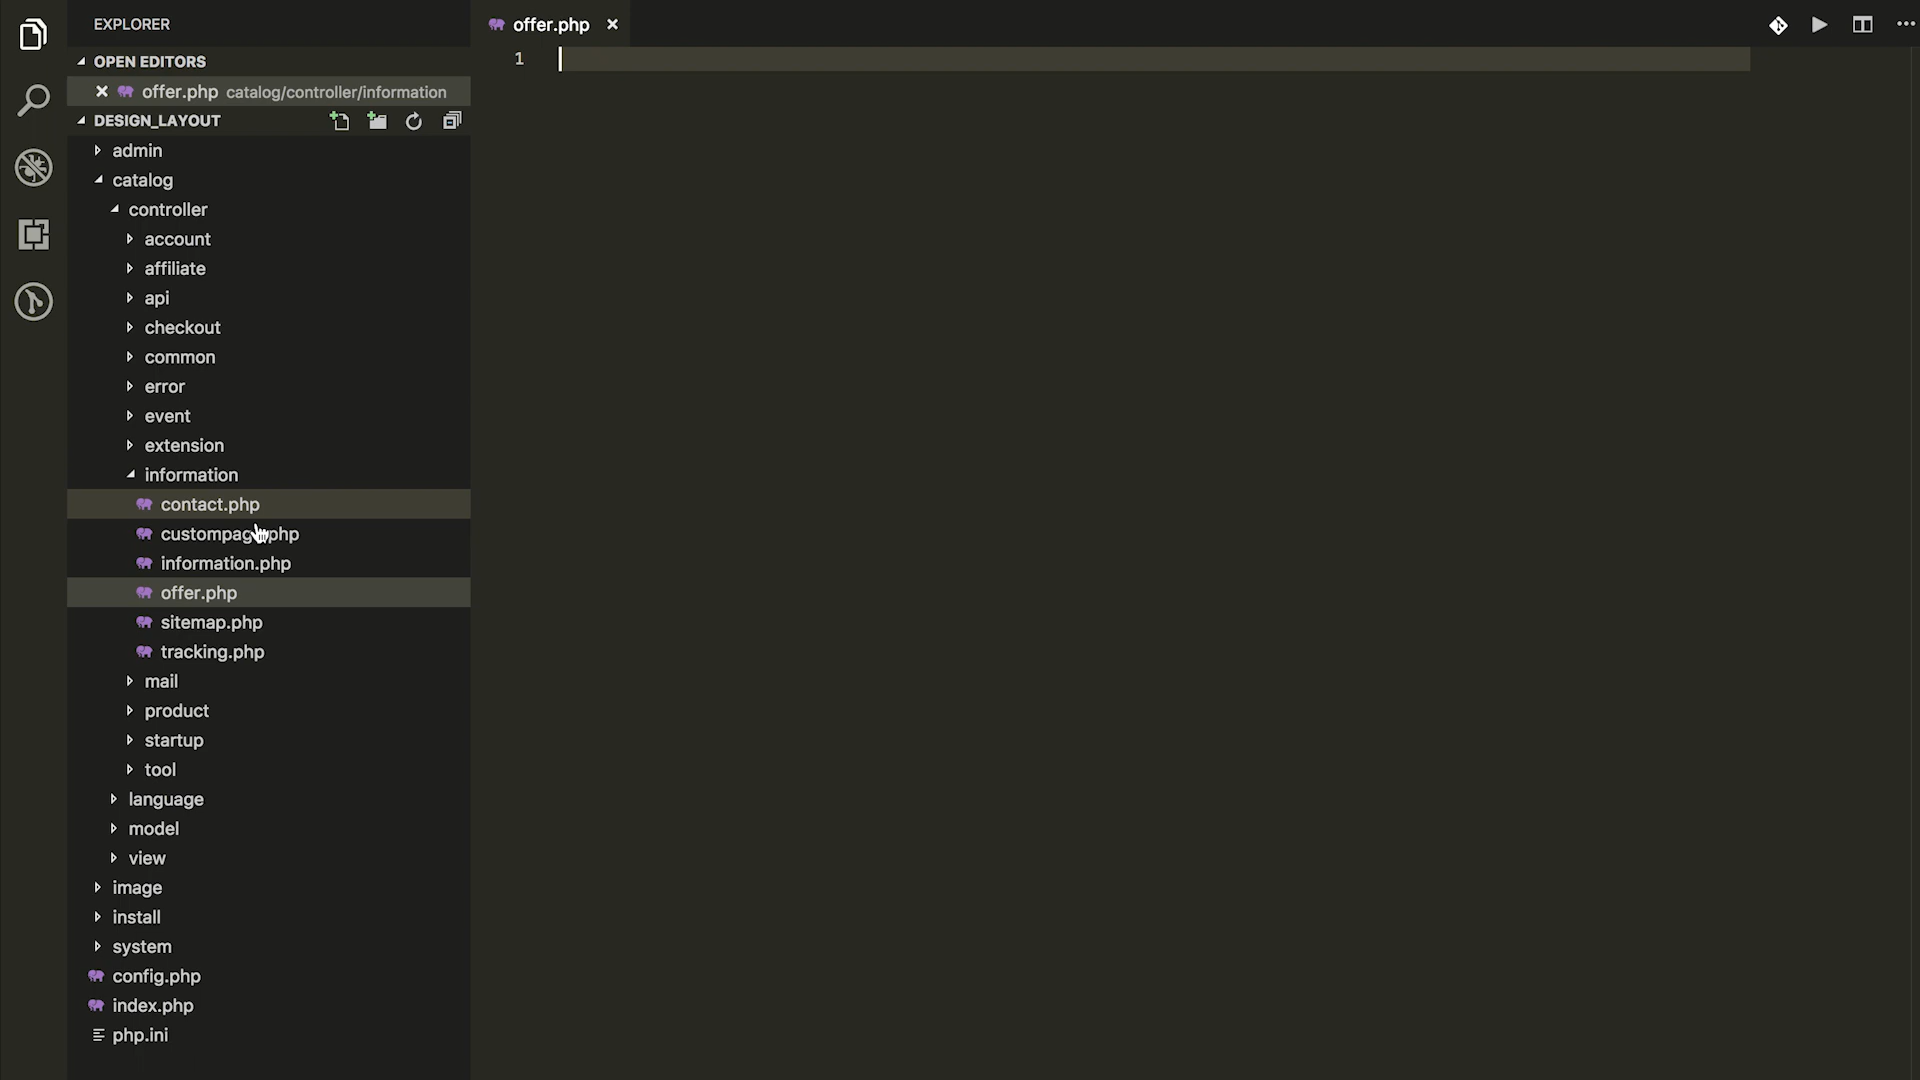 EXPLORER
OPEN EDITORS
offer.php catalog/controller/information
DESIGN_LAYOUT
admin
catalog
controller
account
affiliate
api
checkout
common
error
event
extension
information
contact.php
information.php
offer.php
sitemap.php
tracking.php
mail
product
startup
tool
language
model
view
image
install
system
config.php
index.php
php.ini
offer.php
1